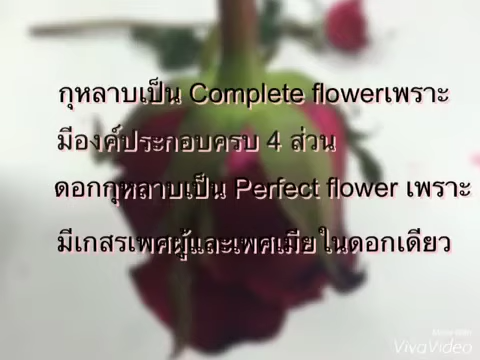 กุหลาบเป็น Complete flowerเพราะ
มีองค์ประกอบครบ 4 ส่วน
ดอกกุหลาบเป็น Perfect flower เพราะ
มีเกสรเพศผู้และเพศเมียในดอกเดียว
Made With
VivaVideo